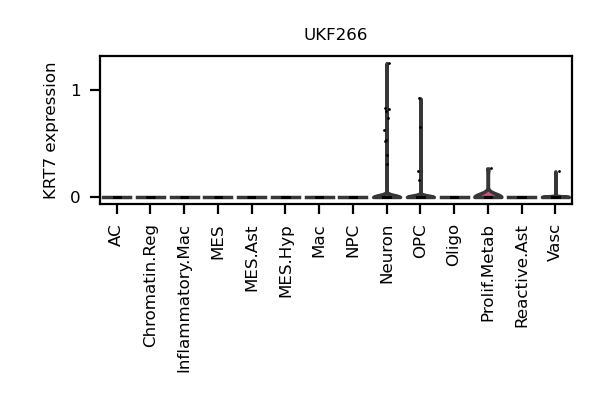 UKF266
KRT7 expression
1
0
AC
Chromatin.Reg
Inflammatory.Mac
MES
MES.Ast
MES.Hyp
Mac
NPC
Neuron
OPC
Oligo
Prolif.Metab
Reactive.Ast
Vasc